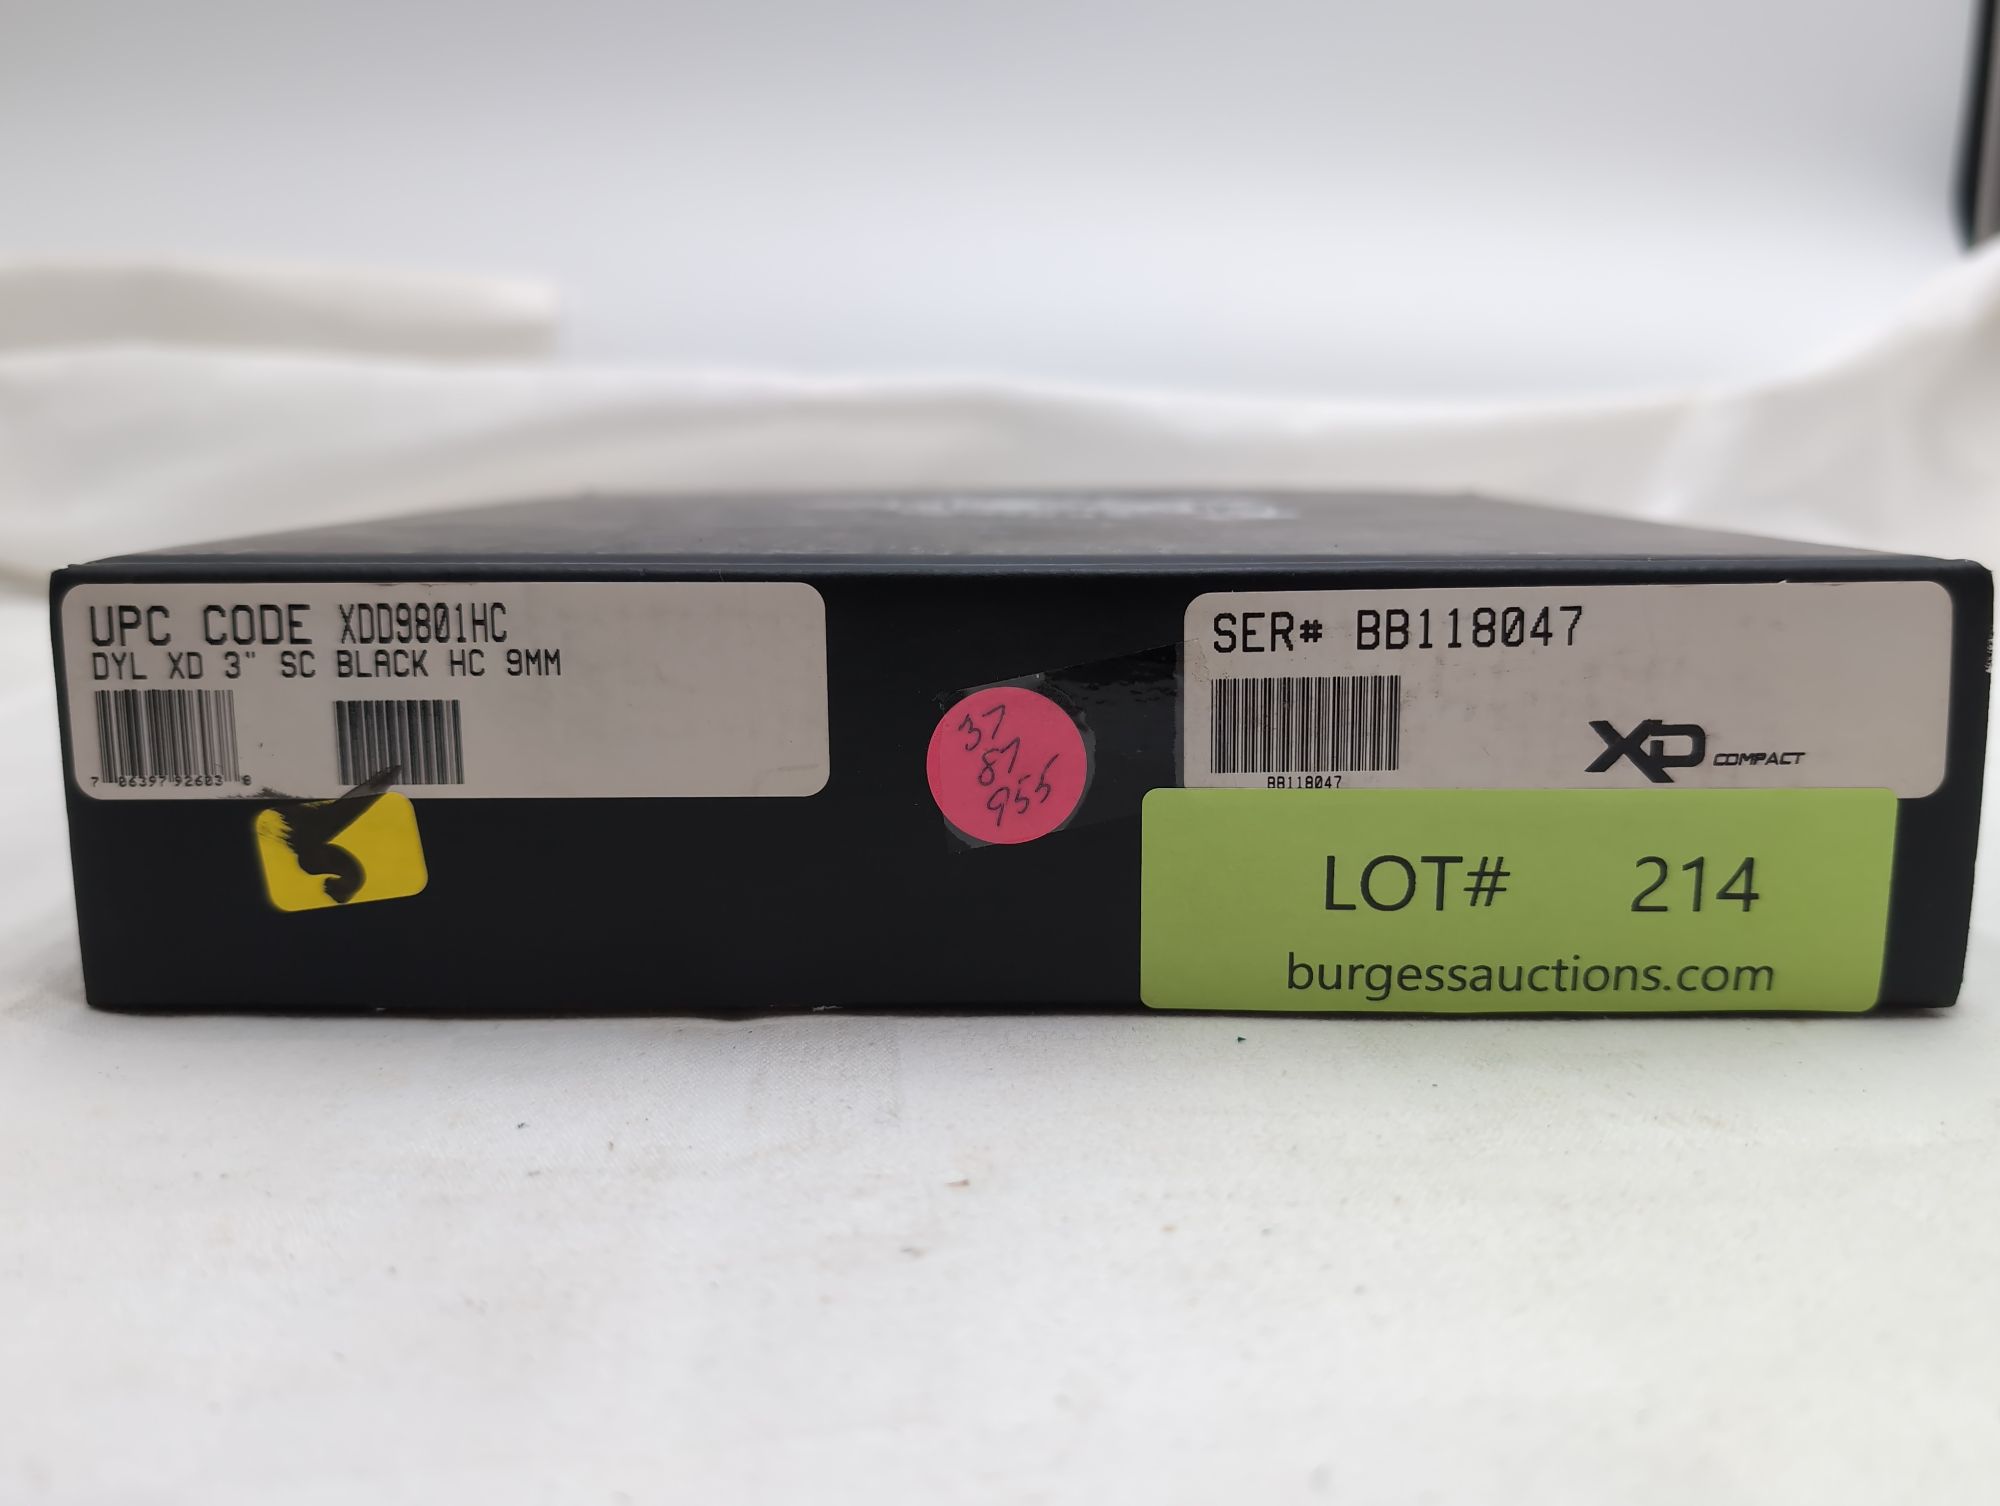 UPC CODE XDD9801HC
DYL XD 3" SC BLACK HC 9MM
7 06397 92603 8
37
87
955
SER# BB118047
BB118047
XD COMPACT
LOT# 214
burgessauctions.com